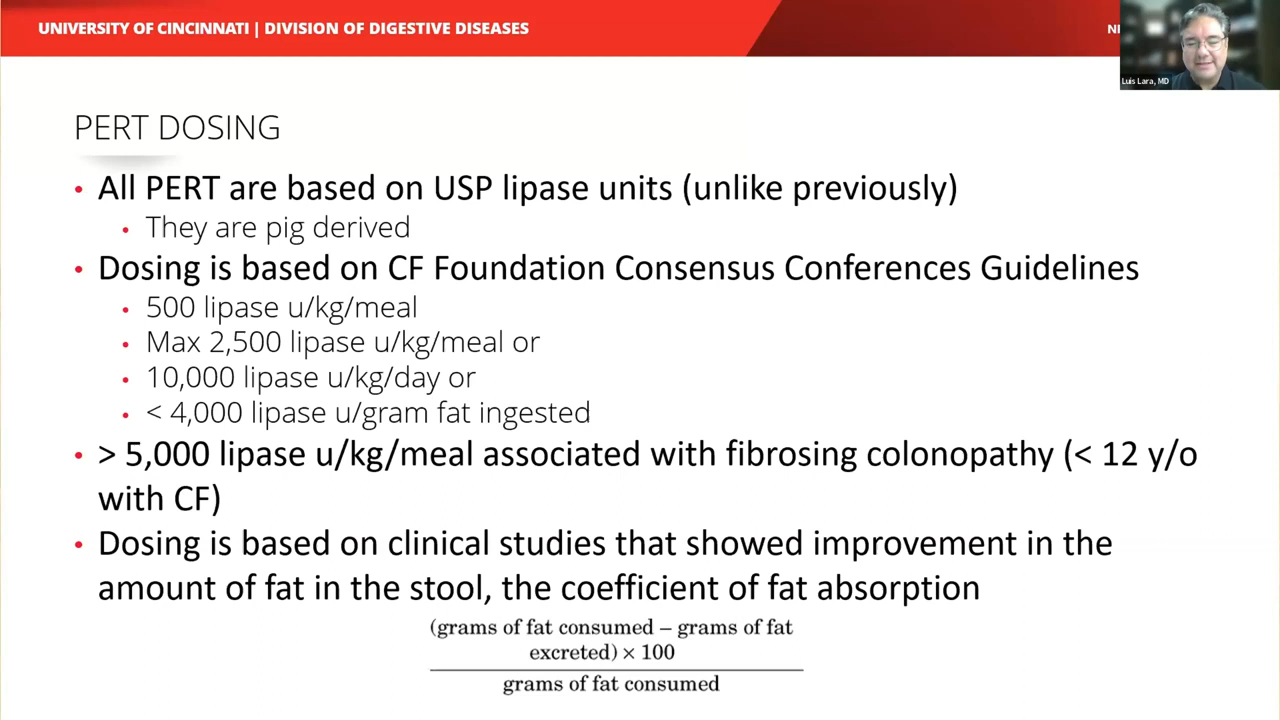 UNIVERSITY OF CINCINNATI | DIVISION OF DIGESTIVE DISEASES
Luis Lara, MD
PERT DOSING
• All PERT are based on USP lipase units (unlike previously)
• They are pig derived
• Dosing is based on CF Foundation Consensus Conferences Guidelines
• 500 lipase u/kg/meal
• Max 2,500 lipase u/kg/meal or
• 10,000 lipase u/kg/day or
• < 4,000 lipase u/gram fat ingested
• > 5,000 lipase u/kg/meal associated with fibrosing colonopathy (< 12 y/o
with CF)
• Dosing is based on clinical studies that showed improvement in the
amount of fat in the stool, the coefficient of fat absorption
(grams of fat consumed – grams of fat
excreted) × 100
grams of fat consumed